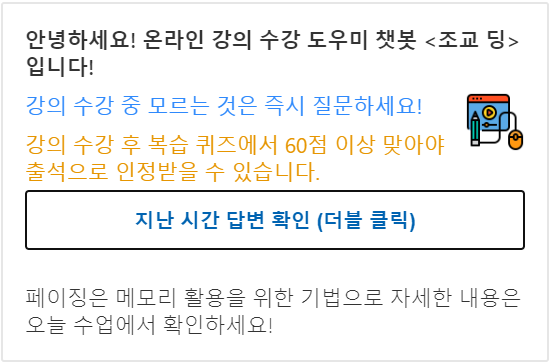 안녕하세요! 온라인 강의 수강 도우미 챗봇 <조교 딩>
입니다!
강의 수강 중 모르는 것은 즉시 질문하세요!
강의 수강 후 복습 퀴즈에서 60점 이상 맞아야
출석으로 인정받을 수 있습니다.
지난 시간 답변 확인 (더블 클릭)
페이징은 메모리 활용을 위한 기법으로 자세한 내용은
오늘 수업에서 확인하세요!